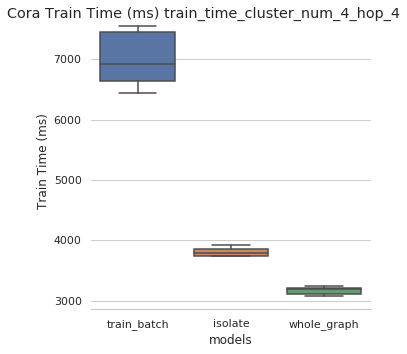 Cora Train Time (ms) train_time_cluster_num_4_hop_4
7000
6000
5000
4000
3000
Train Time (ms)
train_batch isolate whole_graph
models